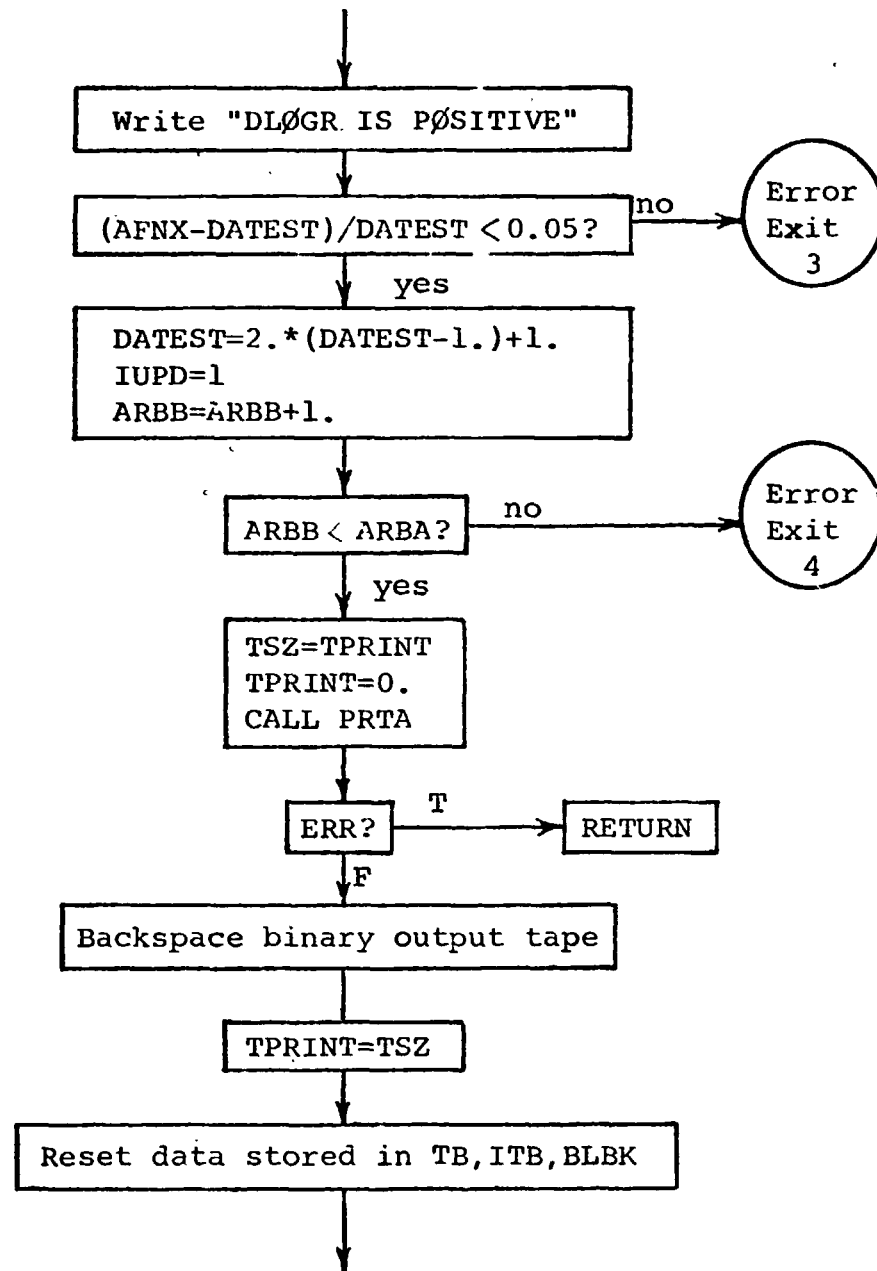 Write "DLØGR IS PØSITIVE"
(AFNX-DATEST)/DATEST <0.05?
no
Error
Exit
3
yes
DATEST=2.*(DATEST-1.)+1.
IUPD=1
ARBB=ARBB+1.
ARBB< ARBA?
no
Error
Exit
4
yes
TSZ=TPRINT
TPRINT=0.
CALL PRTA
ERR?
T
RETURN
F
Backspace binary output tape
TPRINT=TSZ
Reset data stored in TB,ITB,BLBK